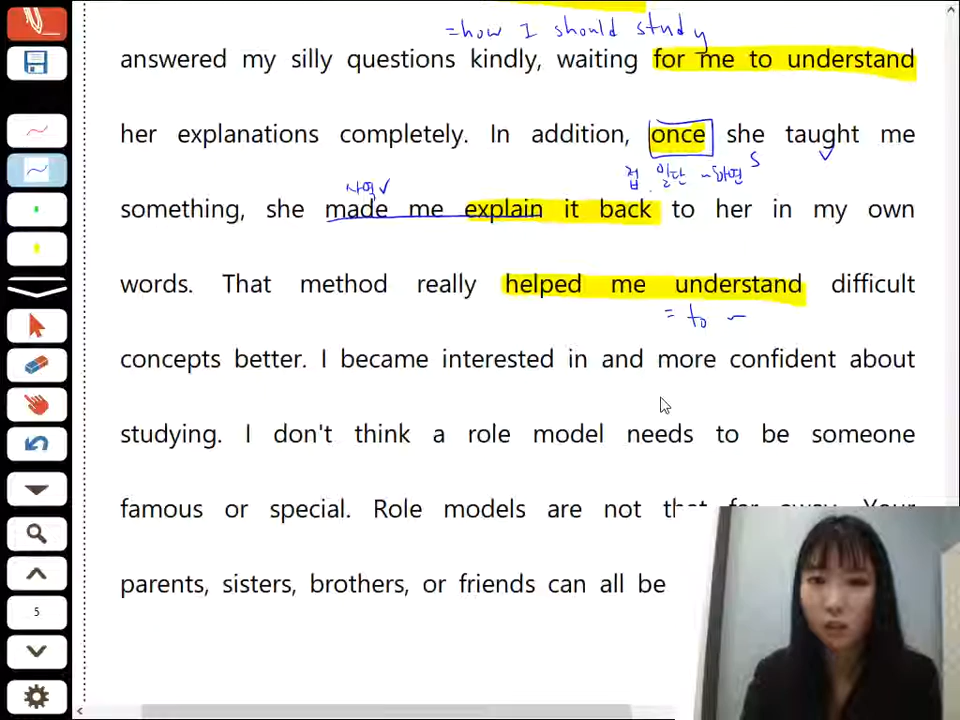 =how I should study
answered my silly questions kindly, waiting for me to understand
her explanations completely. In addition, once she taught me
접. 일단 ~하면 S V
사역✓
something, she made me explain it back to her in my own
words. That method really helped me understand difficult
= to ~
concepts better. I became interested in and more confident about
studying. I don't think a role model needs to be someone
famous or special. Role models are not
parents, sisters, brothers, or friends can all be
5